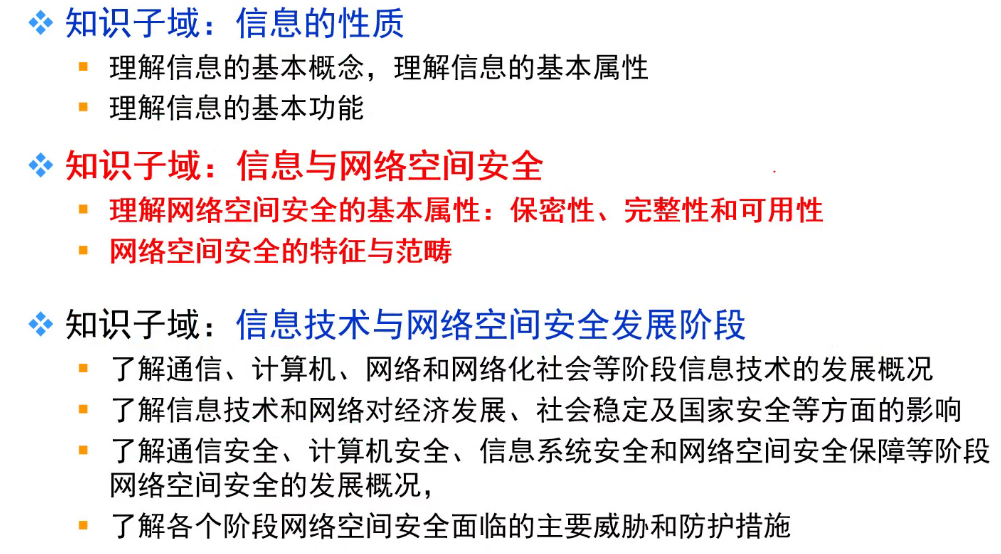 知识子域：信息的性质
理解信息的基本概念，理解信息的基本属性
理解信息的基本功能
知识子域：信息与网络空间安全
理解网络空间安全的基本属性：保密性、完整性和可用性
网络空间安全的特征与范畴
知识子域：信息技术与网络空间安全发展阶段
了解通信、计算机、网络和网络化社会等阶段信息技术的发展概况
了解信息技术和网络对经济发展、社会稳定及国家安全等方面的影响
了解通信安全、计算机安全、信息系统安全和网络空间安全保障等阶段
网络空间安全的发展概况，
了解各个阶段网络空间安全面临的主要威胁和防护措施